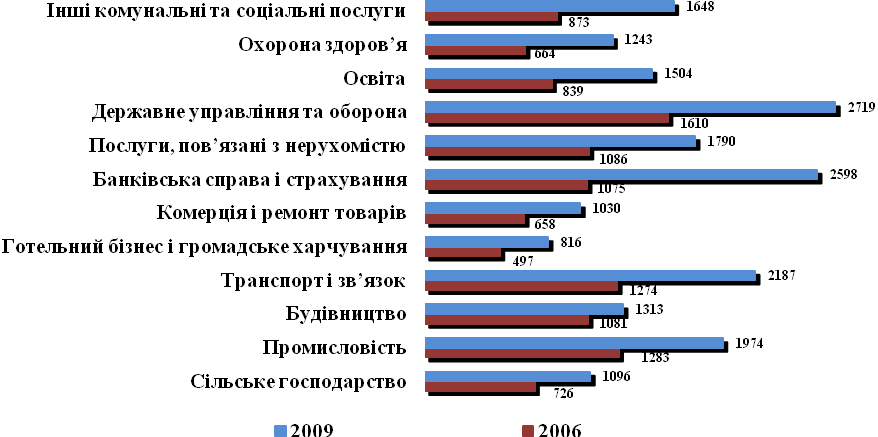 Інші комунальні та соціальні послуги 1648
873
Охорона здоров'я 1243
664
Освіта 1504
839
Державне управління та оборона 2719
1610
Послуги, пов'язані з нерухомістю 1790
1086
Банківська справа і страхування 2598
1075
Комерція і ремонт товарів 1030
658
Готельний бізнес і громадське харчування 816
497
Транспорт і зв'язок 2187
1274
Будівництво 1313
1081
Промисловість 1974
1283
Сільське господарство 1096
726
2009 2006